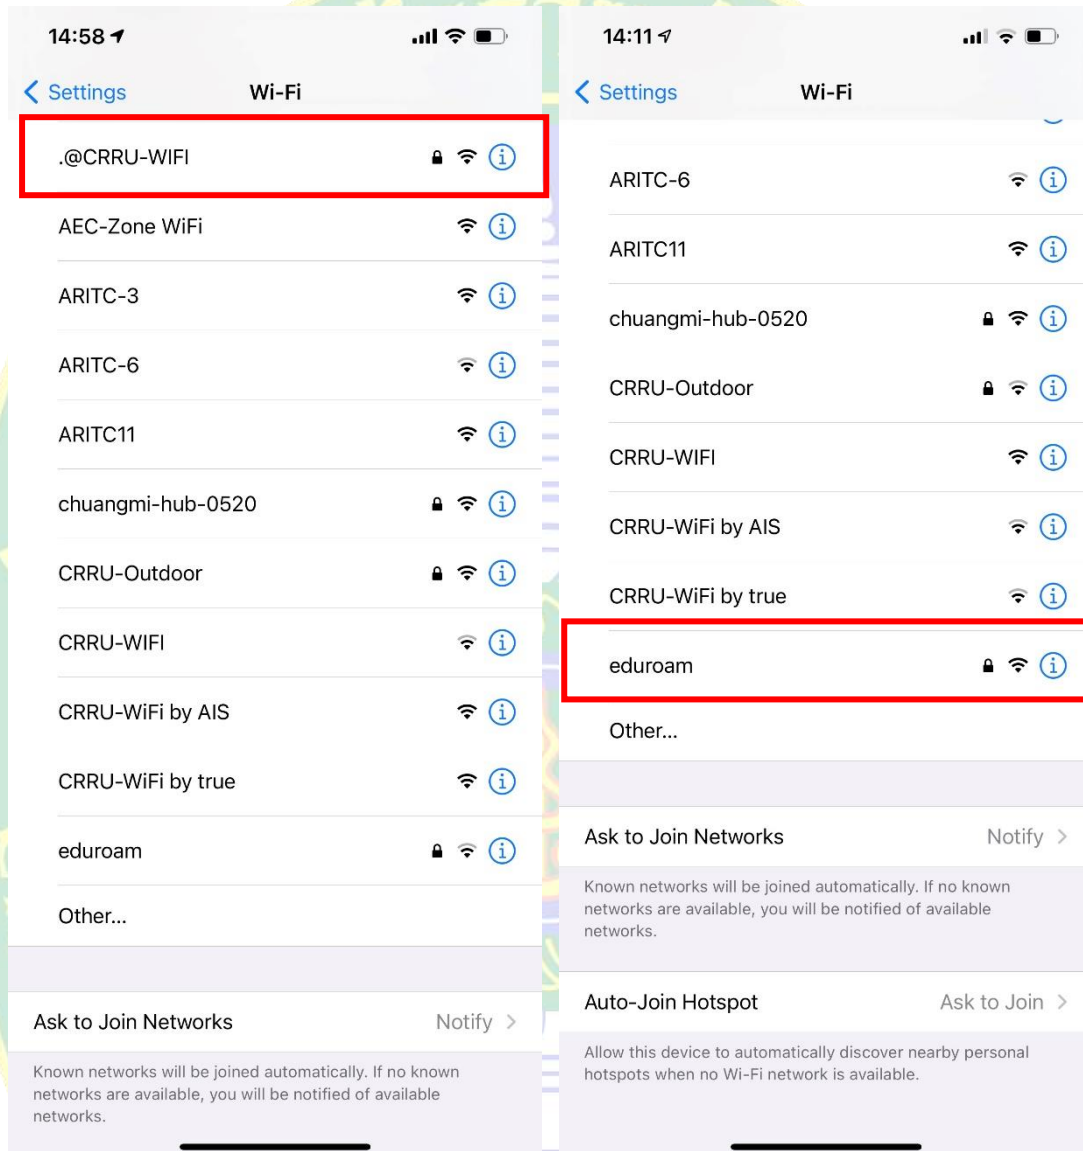 14:58
Settings
Wi-Fi
.@CRRU-WIFI
AEC-Zone WiFi
ARITC-3
ARITC-6
ARITC11
chuangmi-hub-0520
CRRU-Outdoor
CRRU-WIFI
CRRU-WiFi by AIS
CRRU-WiFi by true
eduroam
Other...
Ask to Join Networks
Notify
Known networks will be joined automatically. If no known
networks are available, you will be notified of available
networks.
14:11
Settings
Wi-Fi
ARITC-6
ARITC11
chuangmi-hub-0520
CRRU-Outdoor
CRRU-WIFI
CRRU-WiFi by AIS
CRRU-WiFi by true
eduroam
Other...
Ask to Join Networks
Notify
Known networks will be joined automatically. If no known
networks are available, you will be notified of available
networks.
Auto-Join Hotspot
Ask to Join
Allow this device to automatically discover nearby personal
hotspots when no Wi-Fi network is available.